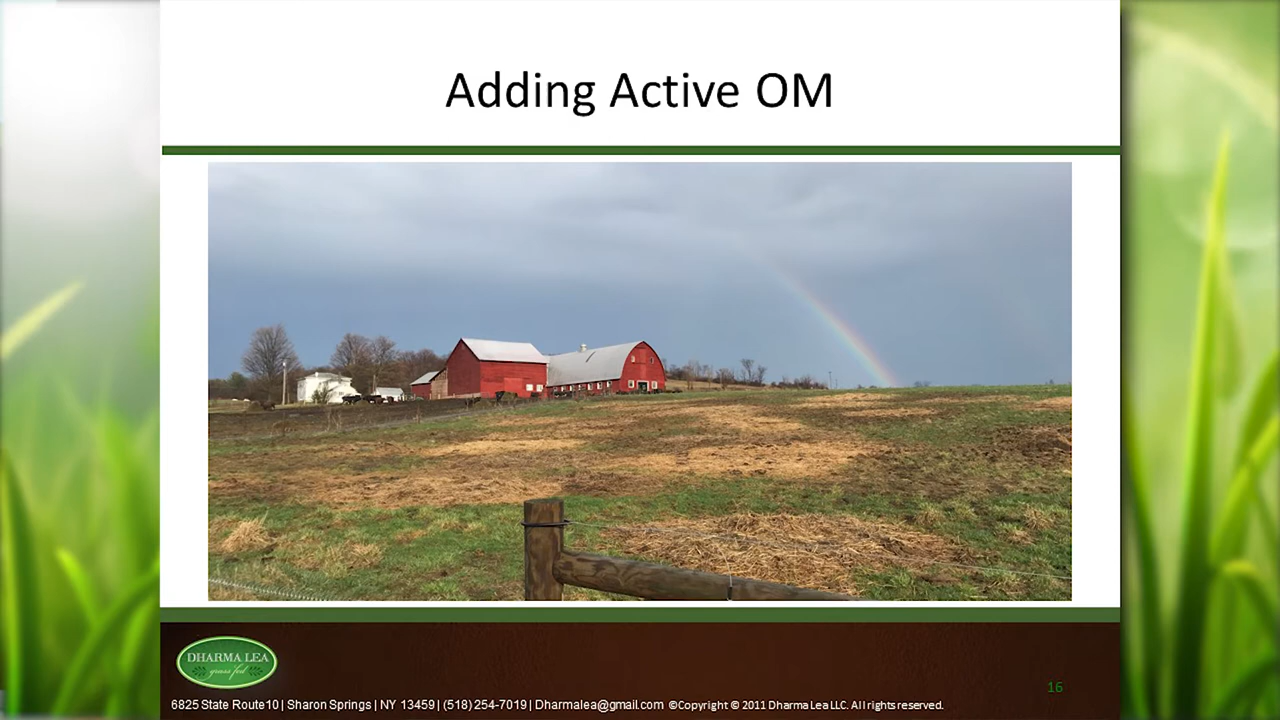 Adding Active OM
DHARMA LEA
grass fed
16
6825 State Route10 | Sharon Springs | NY 13459 | (518) 254-7019 | Dharmalea@gmail.com ©Copyright © 2011 Dharma Lea LLC. All rights reserved.